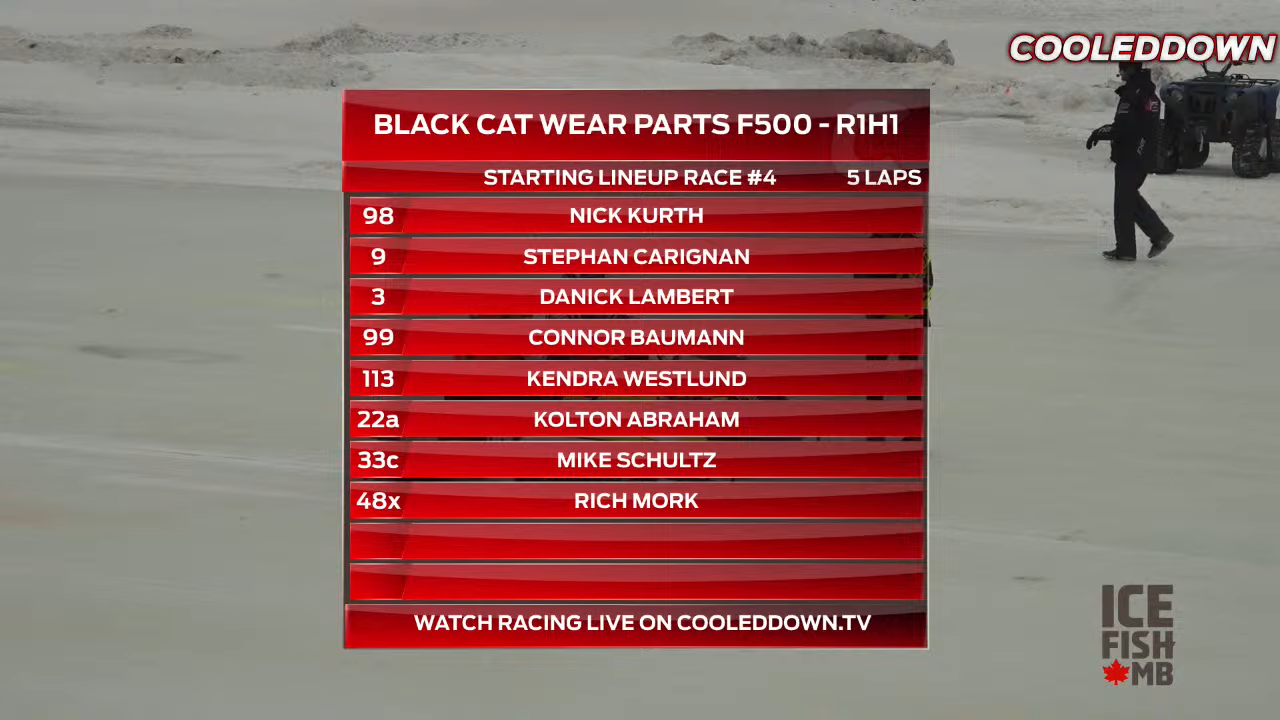 COOLEDDOWN
BLACK CAT WEAR PARTS F500 - R1H1
STARTING LINEUP RACE #4 5 LAPS
98 NICK KURTH
9 STEPHAN CARIGNAN
3 DANICK LAMBERT
99 CONNOR BAUMANN
113 KENDRA WESTLUND
22a KOLTON ABRAHAM
33c MIKE SCHULTZ
48x RICH MORK
WATCH RACING LIVE ON COOLEDDOWN.TV
ICE
FISH
MB